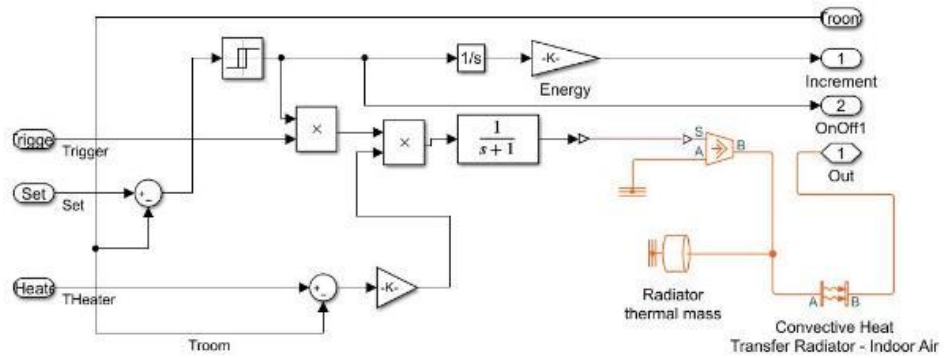 Troom
1/s
-K-
1
Energy
Increment
2
Trigge
×
×
1
s+1
S
OnOff1
Trigger
A
B
1
Set
+
-
Out
Set
Heate
+
-
-K-
THeater
Radiator
thermal mass
A
B
Troom
Convective Heat
Transfer Radiator - Indoor Air